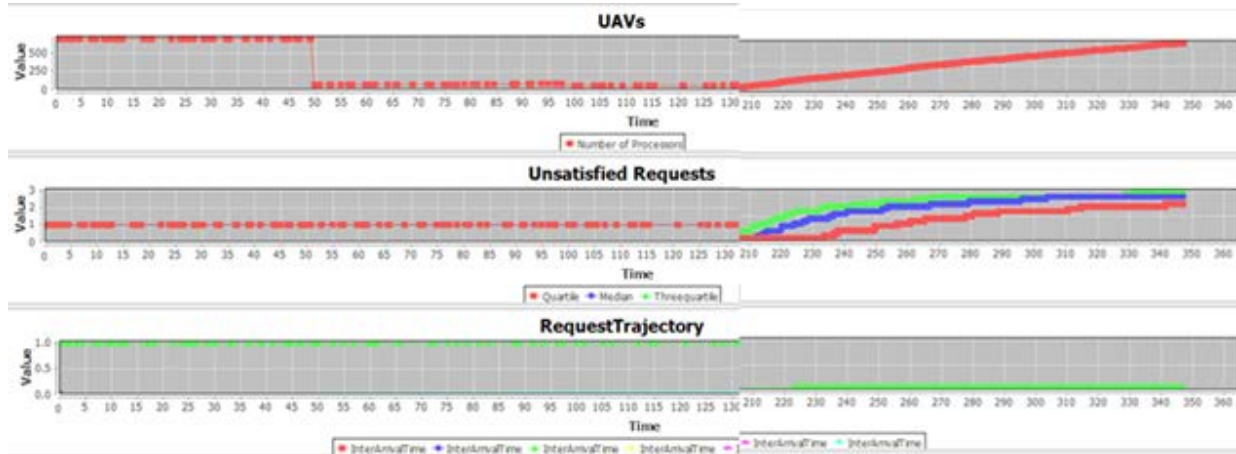 UAVs
Value
500
250
0
0 5 10 15 20 25 30 35 40 45 50 55 60 65 70 75 80 85 90 95 100 105 110 115 120 125 130 210 220 230 240 250 260 270 280 290 300 310 320 330 340 350 360
Time
Number of Processors
Unsatisfied Requests
Value
3
2
1
0
0 5 10 15 20 25 30 35 40 45 50 55 60 65 70 75 80 85 90 95 100 105 110 115 120 125 130 210 220 230 240 250 260 270 280 290 300 310 320 330 340 350 360
Time
Quartile Median Threequartile
RequestTrajectory
Value
1.0
0.5
0.0
0 5 10 15 20 25 30 35 40 45 50 55 60 65 70 75 80 85 90 95 100 105 110 115 120 125 130 210 220 230 240 250 260 270 280 290 300 310 320 330 340 350 360
Time
InterArrivalTime InterArrivalTime InterArrivalTime InterArrivalTime InterArrivalTime InterArrivalTime